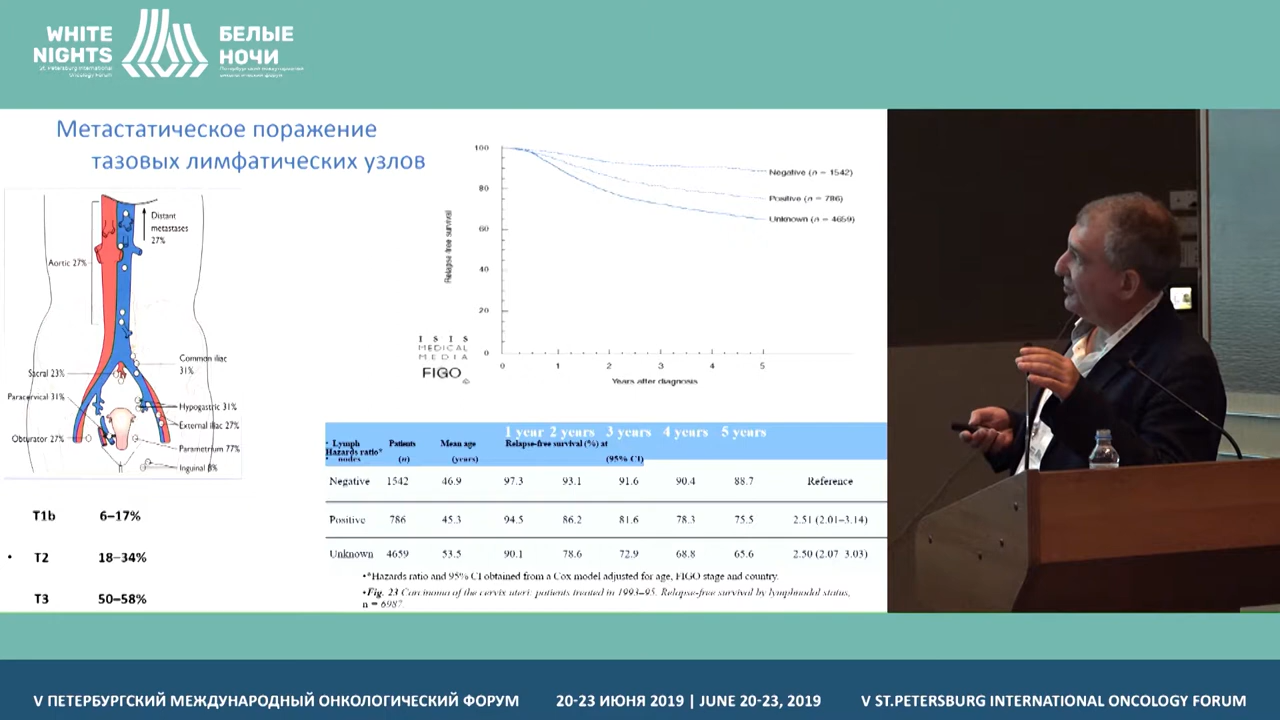 WHITE
NIGHTS
St. Petersburg International
Oncology Forum
БЕЛЫЕ
НОЧИ
Петербургский международный
онкологический форум
Метастатическое поражение
тазовых лимфатических узлов
Distant
metastases
27%
Aortic 27%
Common iliac
31%
Sacral 23%
Paracervical 31%
Hypogastric 31%
External iliac 27%
Obturator 27%
Parametrium 77%
Inguinal 8%
T1b 6–17%
• T2 18–34%
T3 50–58%
100
80
60
40
20
0
Relapse-free survival
Negative (n = 1542)
Positive (n = 786)
Unknown (n = 4659)
0 1 2 3 4 5
Years after diagnosis
ISIS
MEDICAL
MEDIA
FIGO ©
1 year 2 years 3 years 4 years 5 years
• Lymph Patients Mean age Relapse-free survival (%) at
Hazards ratio*
• nodes (n) (years) (95% CI)
Negative 1542 46.9 97.3 93.1 91.6 90.4 88.7 Reference
Positive 786 45.3 94.5 86.2 81.6 78.3 75.5 2.51 (2.01–3.14)
Unknown 4659 53.5 90.1 78.6 72.9 68.8 65.6 2.50 (2.07 3.03)
•*Hazards ratio and 95% CI obtained from a Cox model adjusted for age, FIGO stage and country.
•Fig. 23 Carcinoma of the cervix uteri: patients treated in 1993–95. Relapse-free survival by lymphnodal status,
n = 6987
V ПЕТЕРБУРГСКИЙ МЕЖДУНАРОДНЫЙ ОНКОЛОГИЧЕСКИЙ ФОРУМ 20-23 ИЮНЯ 2019 | JUNE 20-23, 2019 V ST.PETERSBURG INTERNATIONAL ONCOLOGY FORUM